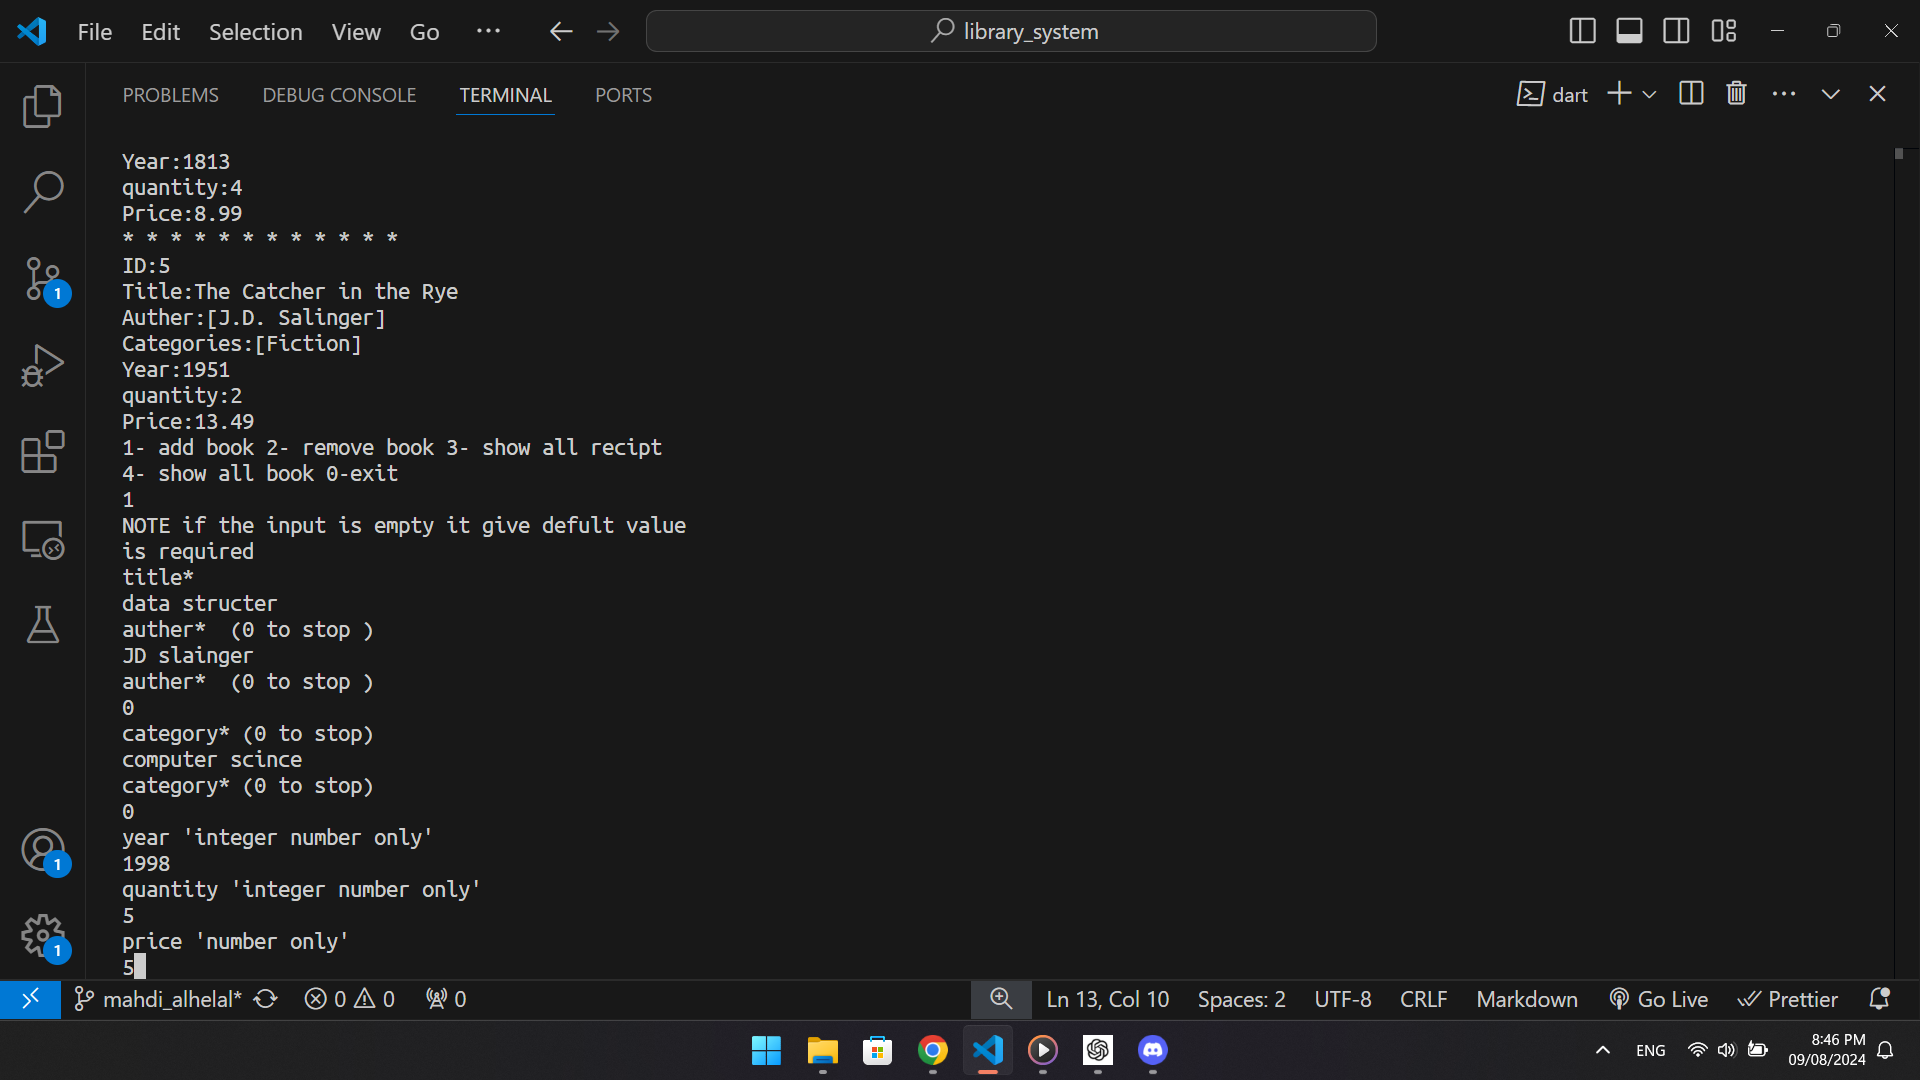 File Edit Selection View Go ··· library_system
PROBLEMS DEBUG CONSOLE TERMINAL PORTS dart ···
Year:1813
quantity:4
Price:8.99
* * * * * * * * * * * *
ID:5
Title:The Catcher in the Rye
Auther:[J.D. Salinger]
Categories:[Fiction]
Year:1951
quantity:2
Price:13.49
1- add book 2- remove book 3- show all recipt
4- show all book 0-exit
1
NOTE if the input is empty it give defult value
is required
title*
data structer
auther*  (0 to stop )
JD slainger
auther*  (0 to stop )
0
category* (0 to stop)
computer scince
category* (0 to stop)
0
year 'integer number only'
1998
quantity 'integer number only'
5
price 'number only'
5
1
1
1
mahdi_alhelal* 0 0 0 Ln 13, Col 10 Spaces: 2 UTF-8 CRLF Markdown Go Live Prettier
ENG 8:46 PM
09/08/2024